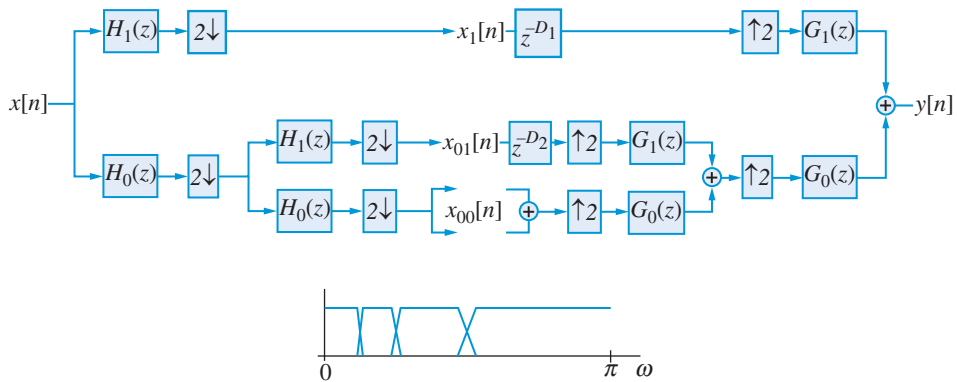 H₁(z) 2↓ x₁[n] z^{-D₁} ↑2 G₁(z)
x[n] + y[n]
H₁(z) 2↓ x₀₁[n] z^{-D₂} ↑2 G₁(z)
H₀(z) 2↓ + ↑2 G₀(z)
H₀(z) 2↓ x₀₀[n] + ↑2 G₀(z)
0 π ω